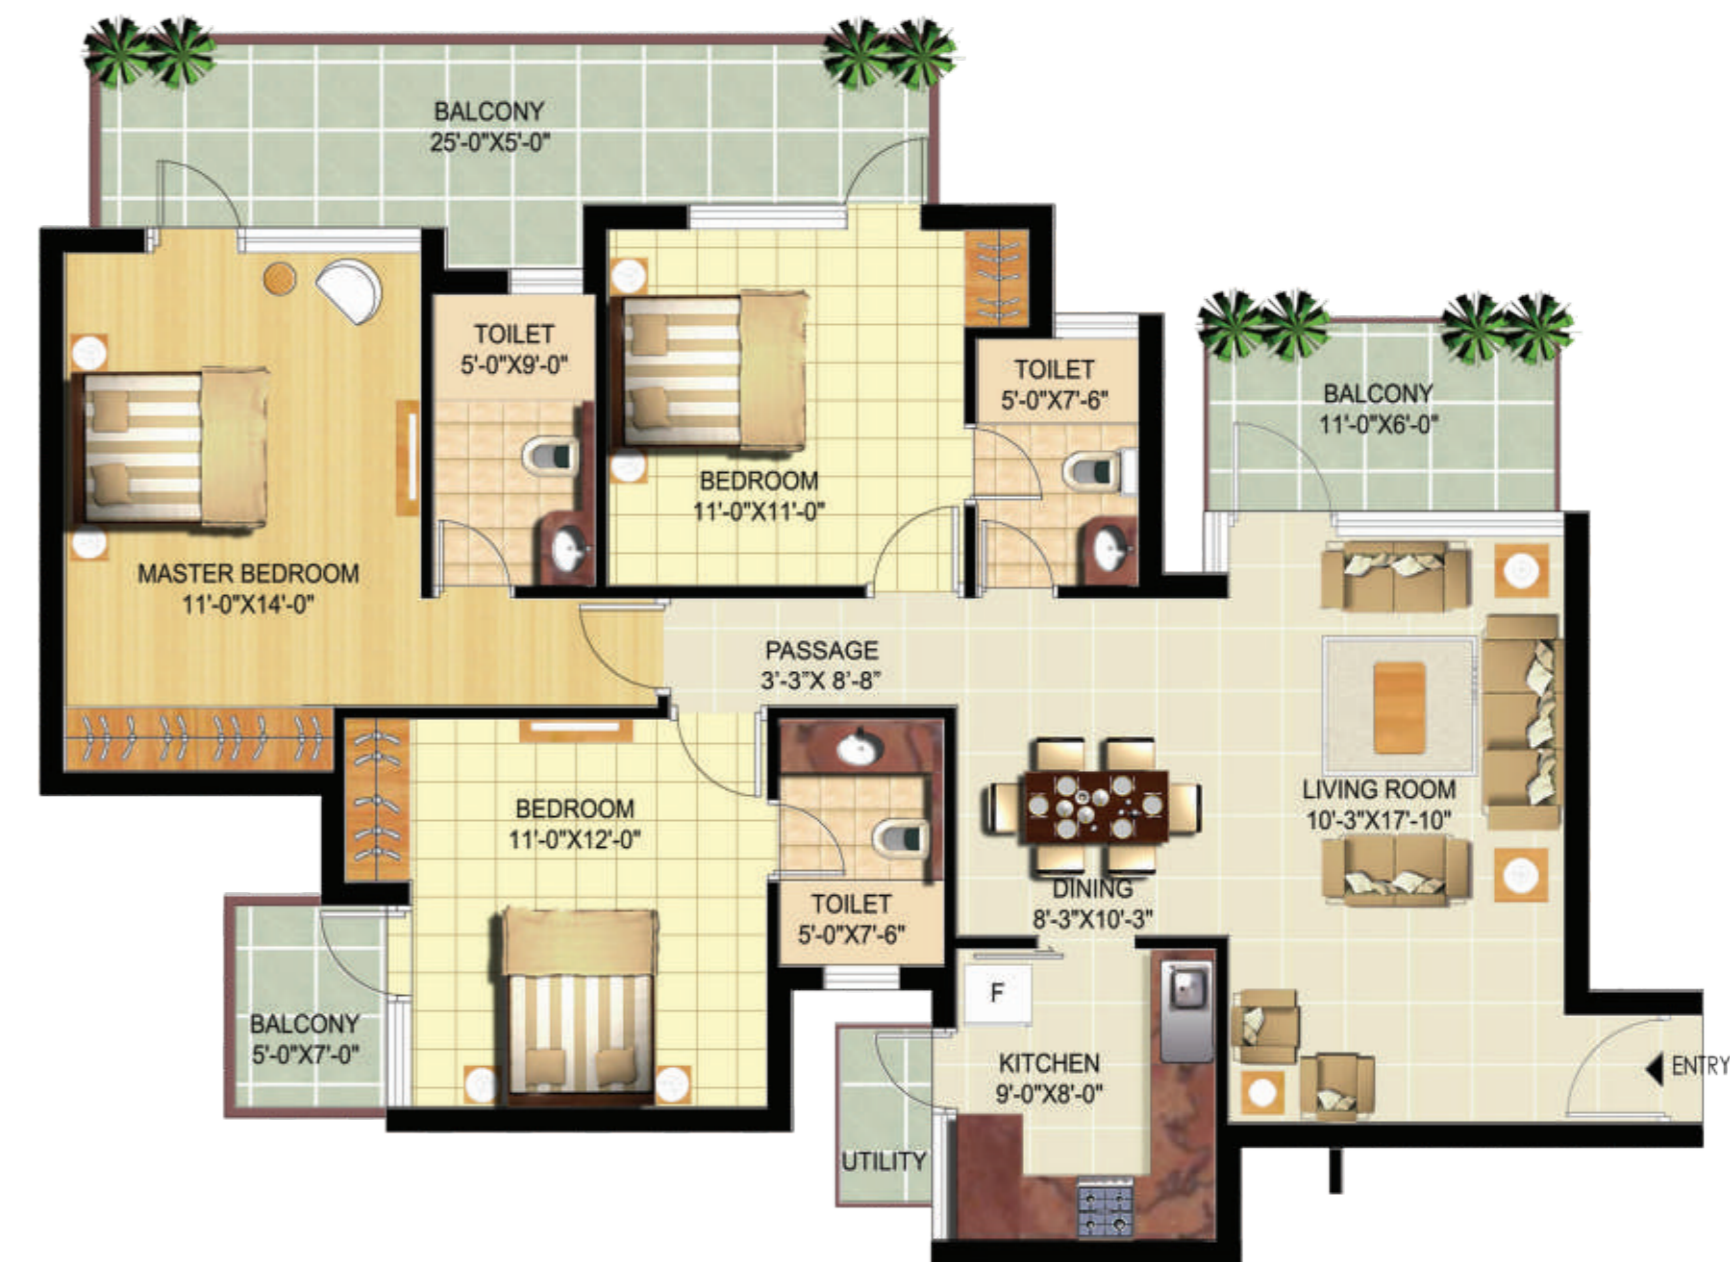 BALCONY
25'-0"X5'-0"
TOILET
5'-0"X9'-0"
TOILET
5'-0"X7'-6"
BALCONY
11'-0"X6'-0"
BEDROOM
11'-0"X11'-0"
MASTER BEDROOM
11'-0"X14'-0"
PASSAGE
3'-3"X 8'-8"
LIVING ROOM
10'-3"X17'-10"
BEDROOM
11'-0"X12'-0"
DINING
8'-3"X10'-3"
TOILET
5'-0"X7'-6"
F
BALCONY
5'-0"X7'-0"
KITCHEN
9'-0"X8'-0"
ENTRY
UTILITY